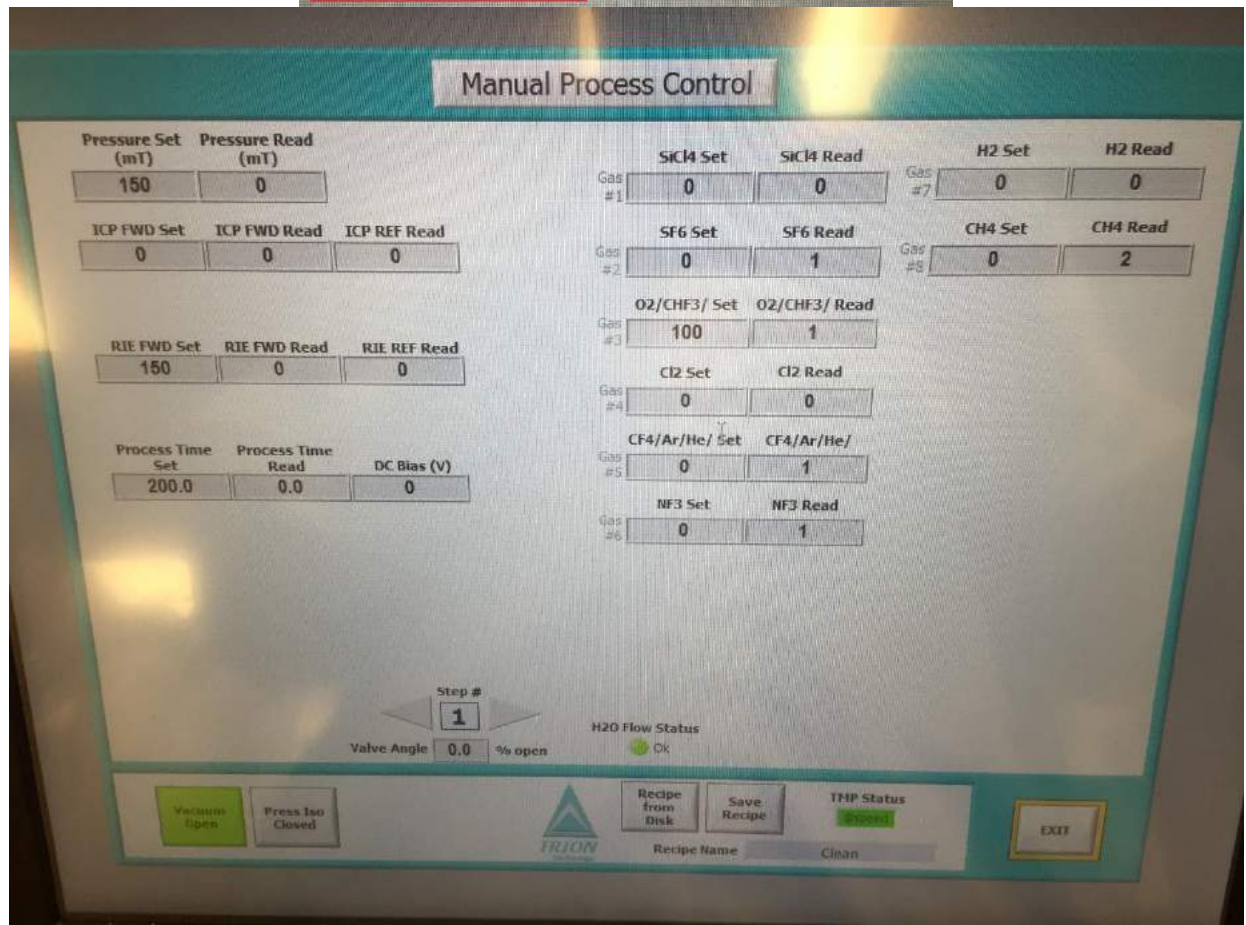 Manual Process Control
Pressure Set (mT)
150
Pressure Read (mT)
0
ICP FWD Set
0
ICP FWD Read
0
ICP REF Read
0
RIE FWD Set
150
RIE FWD Read
0
RIE REF Read
0
Process Time Set
200.0
Process Time Read
0.0
DC Bias (V)
0
Gas #1
SiCl4 Set
0
SiCl4 Read
0
Gas #2
SF6 Set
0
SF6 Read
1
Gas #3
O2/CHF3/ Set
100
O2/CHF3/ Read
1
Gas #4
Cl2 Set
0
Cl2 Read
0
Gas #5
CF4/Ar/He/ Set
0
CF4/Ar/He/
1
Gas #6
NF3 Set
0
NF3 Read
1
Gas #7
H2 Set
0
H2 Read
0
Gas #8
CH4 Set
0
CH4 Read
2
Step #
1
Valve Angle 0.0 % open
H2O Flow Status
Ok
Vacuum Open
Press Iso Closed
TRION
Recipe from Disk
Save Recipe
TMP Status
Recipe Name Clean
EXIT